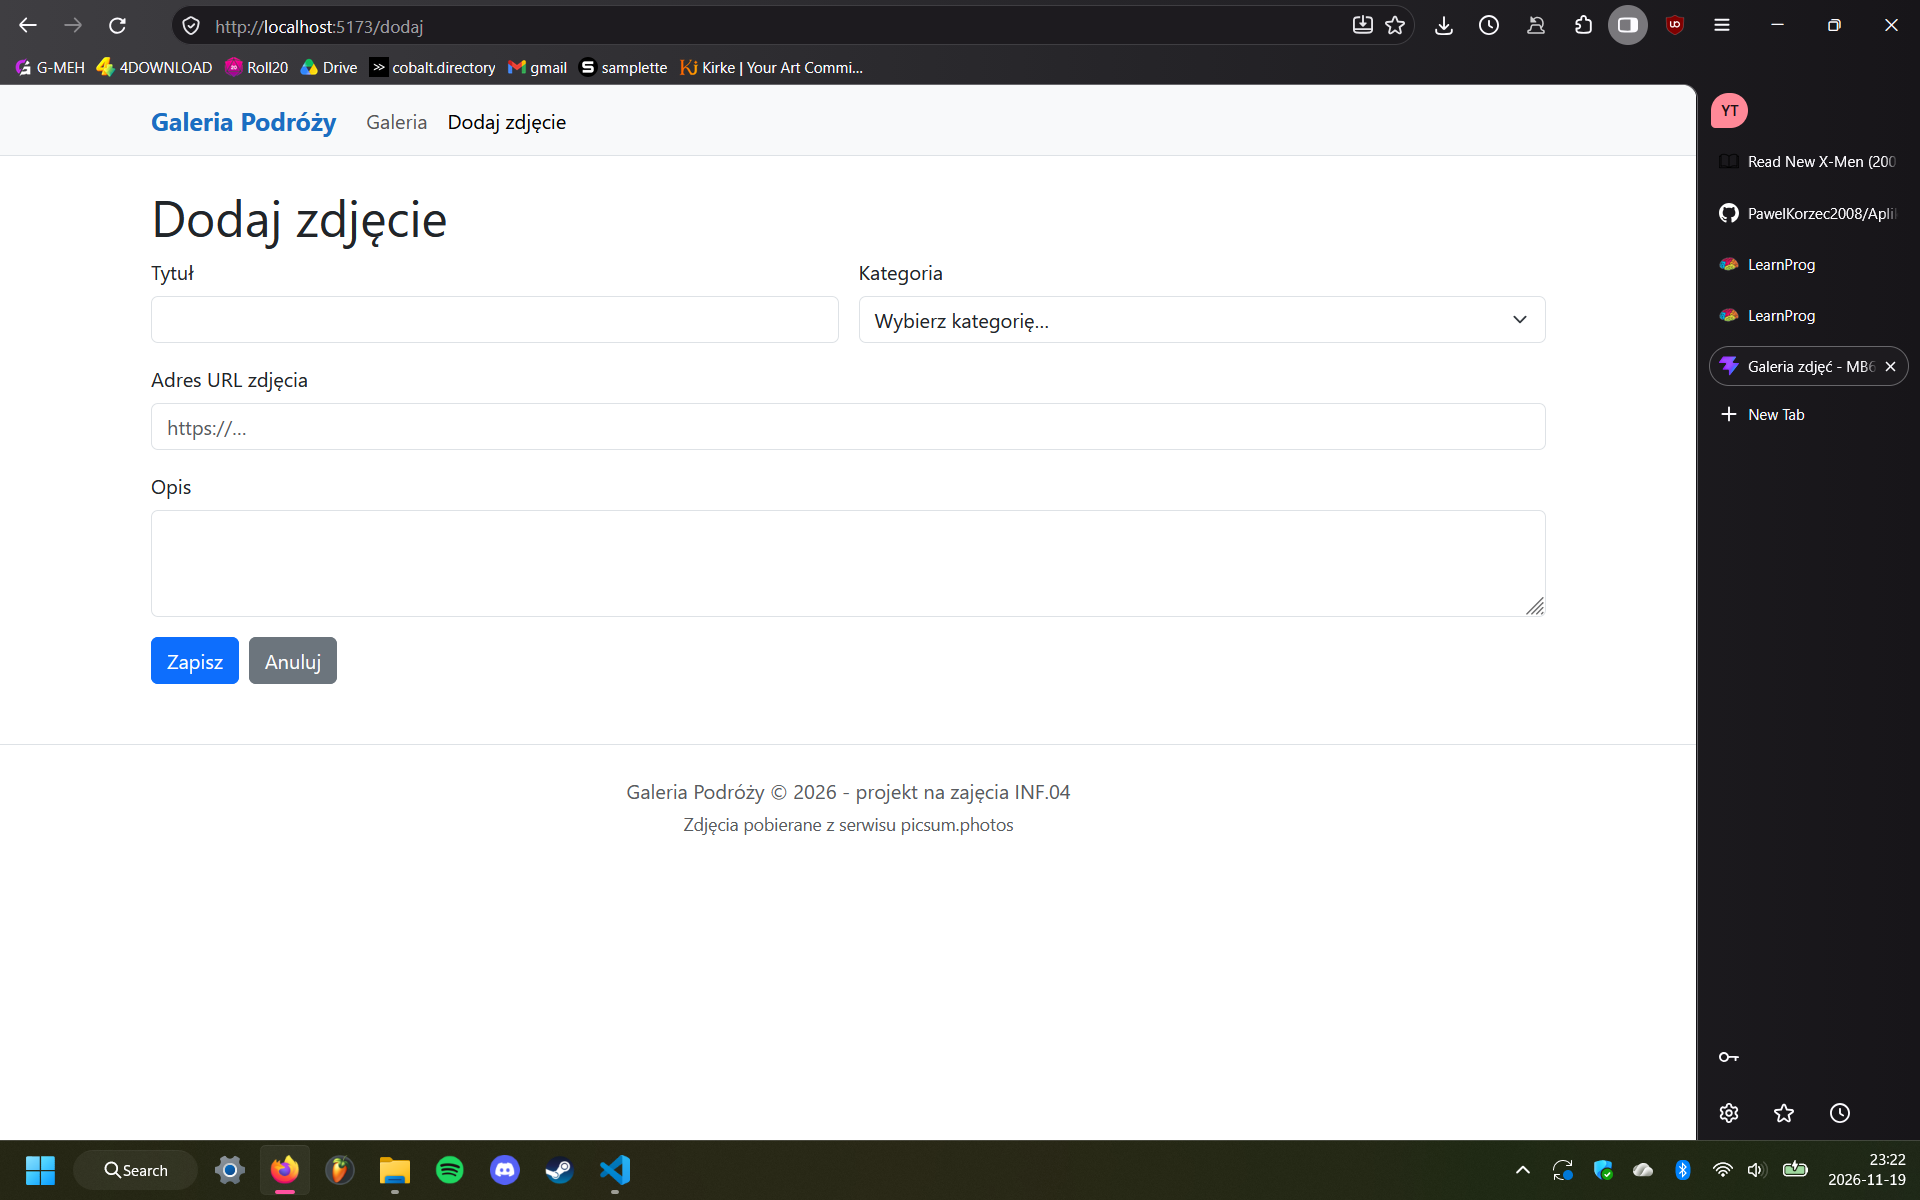 http://localhost:5173/dodaj
G-MEH
4DOWNLOAD
Roll20
Drive
cobalt.directory
gmail
samplette
Kirke | Your Art Commi...
Galeria Podróży
Galeria
Dodaj zdjęcie
YT
Read New X-Men (200
PawelKorzec2008/Apli
LearnProg
LearnProg
Galeria zdjęć - MB6
New Tab
Dodaj zdjęcie
Tytuł
Kategoria
Wybierz kategorię...
Adres URL zdjęcia
https://...
Opis
Zapisz
Anuluj
Galeria Podróży © 2026 - projekt na zajęcia INF.04
Zdjęcia pobierane z serwisu picsum.photos
Search
23:22
2026-11-19